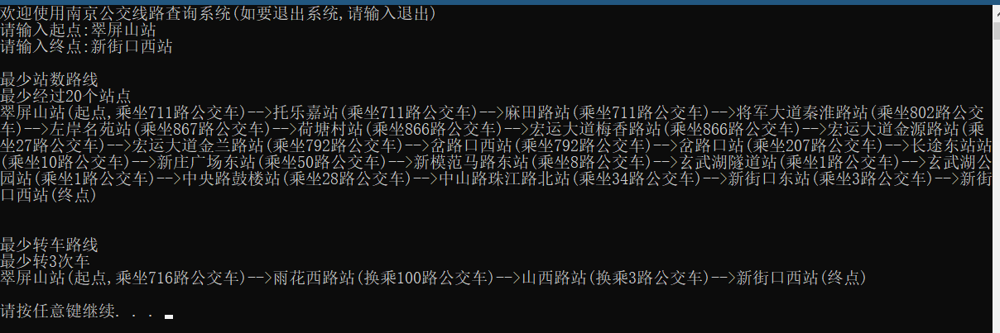 欢迎使用南京公交线路查询系统(如要退出系统,请输入退出)
请输入起点:翠屏山站
请输入终点:新街口西站
最少站数路线
最少经过20个站点
翠屏山站(起点,乘坐711路公交车)-->托乐嘉站(乘坐711路公交车)-->麻田路站(乘坐711路公交车)-->将军大道秦淮路站(乘坐802路公交
车)-->左岸名苑站(乘坐867路公交车)-->荷塘村站(乘坐866路公交车)-->宏运大道梅香路站(乘坐866路公交车)-->宏运大道金源路站(乘
坐27路公交车)-->宏运大道金兰路站(乘坐792路公交车)-->岔路口西站(乘坐792路公交车)-->岔路口站(乘坐207路公交车)-->长途东站站
(乘坐10路公交车)-->新庄广场东站(乘坐50路公交车)-->新模范马路东站(乘坐8路公交车)-->玄武湖隧道站(乘坐1路公交车)-->玄武湖公
园站(乘坐1路公交车)-->中央路鼓楼站(乘坐28路公交车)-->中山路珠江路北站(乘坐34路公交车)-->新街口东站(乘坐3路公交车)-->新街
口西站(终点)
最少转车路线
最少转3次车
翠屏山站(起点,乘坐716路公交车)-->雨花西路站(换乘100路公交车)-->山西路站(换乘3路公交车)-->新街口西站(终点)
请按任意键继续. . .